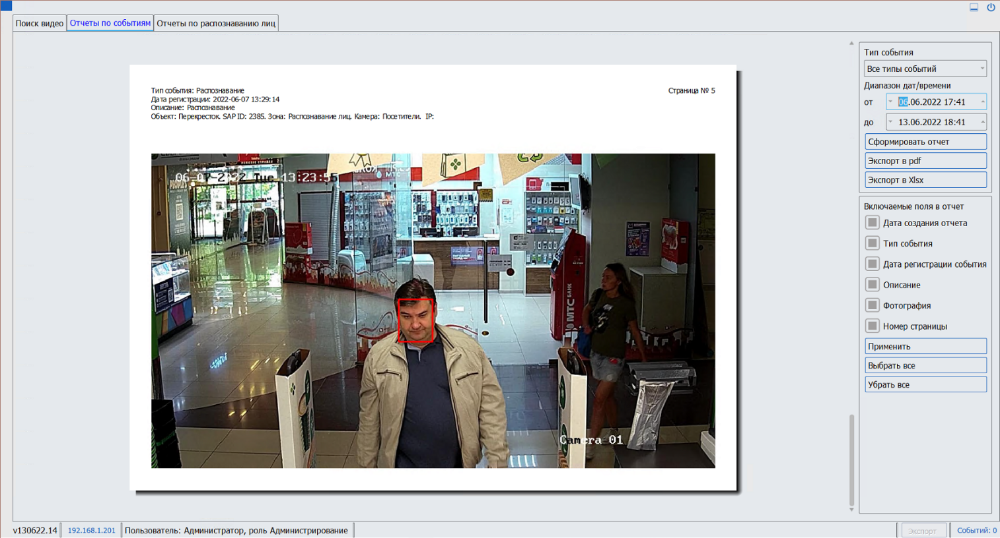 Поиск видео
Отчеты по событиям
Отчеты по распознаванию лиц
Тип события: Распознавание
Страница № 5
Дата регистрации: 2022-06-07 13:29:14
Описание: Распознавание
Объект: Перекресток. SAP ID: 2385. Зона: Распознавание лиц. Камера: Посетители. IP:
06-07-2022 Tue 13:23:55
МТС
МТС БАНК
Camera 01
Тип события
Все типы событий
Диапазон дат/времени
от 06.06.2022 17:41
до 13.06.2022 18:41
Сформировать отчет
Экспорт в pdf
Экспорт в Xlsx
Включаемые поля в отчет
Дата создания отчета
Тип события
Дата регистрации события
Описание
Фотография
Номер страницы
Применить
Выбрать все
Убрать все
v130622.14
192.168.1.201
Пользователь: Администратор, роль Администрирование
Экспорт
Событий: 0